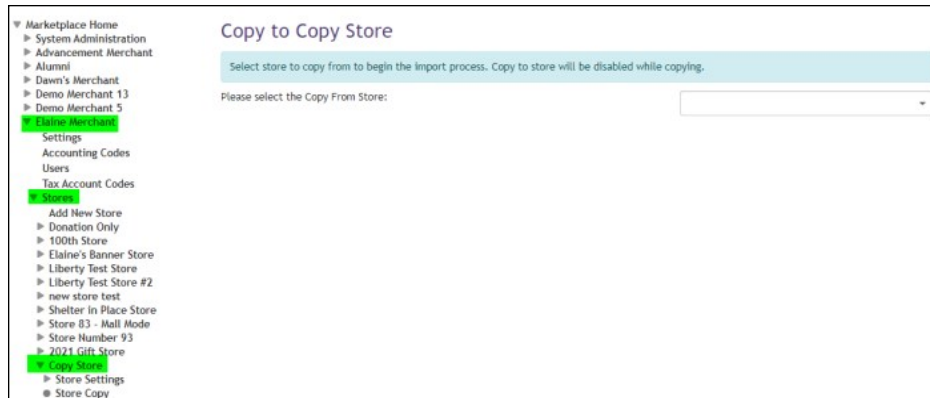 Marketplace Home
System Administration
Advancement Merchant
Alumni
Dawn's Merchant
Demo Merchant 13
Demo Merchant 5
Elaine Merchant
Settings
Accounting Codes
Users
Tax Account Codes
Stores
Add New Store
Donation Only
100th Store
Elaine's Banner Store
Liberty Test Store
Liberty Test Store #2
new store test
Shelter in Place Store
Store 83 - Mall Mode
Store Number 93
2021 Gift Store
Copy Store
Store Settings
Store Copy
Copy to Copy Store
Select store to copy from to begin the import process. Copy to store will be disabled while copying.
Please select the Copy From Store: